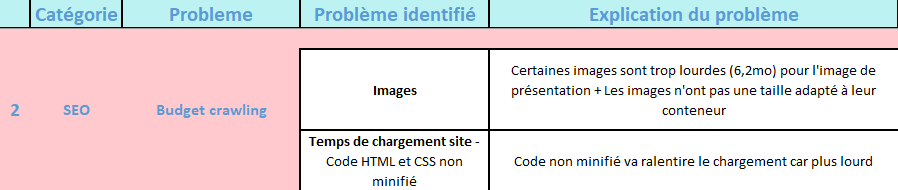 Catégorie Probleme Problème identifié Explication du problème
2 SEO Budget crawling
Images
Certaines images sont trop lourdes (6,2mo) pour l'image de
présentation + Les images n'ont pas une taille adapté à leur
conteneur
Temps de chargement site -
Code HTML et CSS non
minifié
Code non minifié va ralentire le chargement car plus lourd